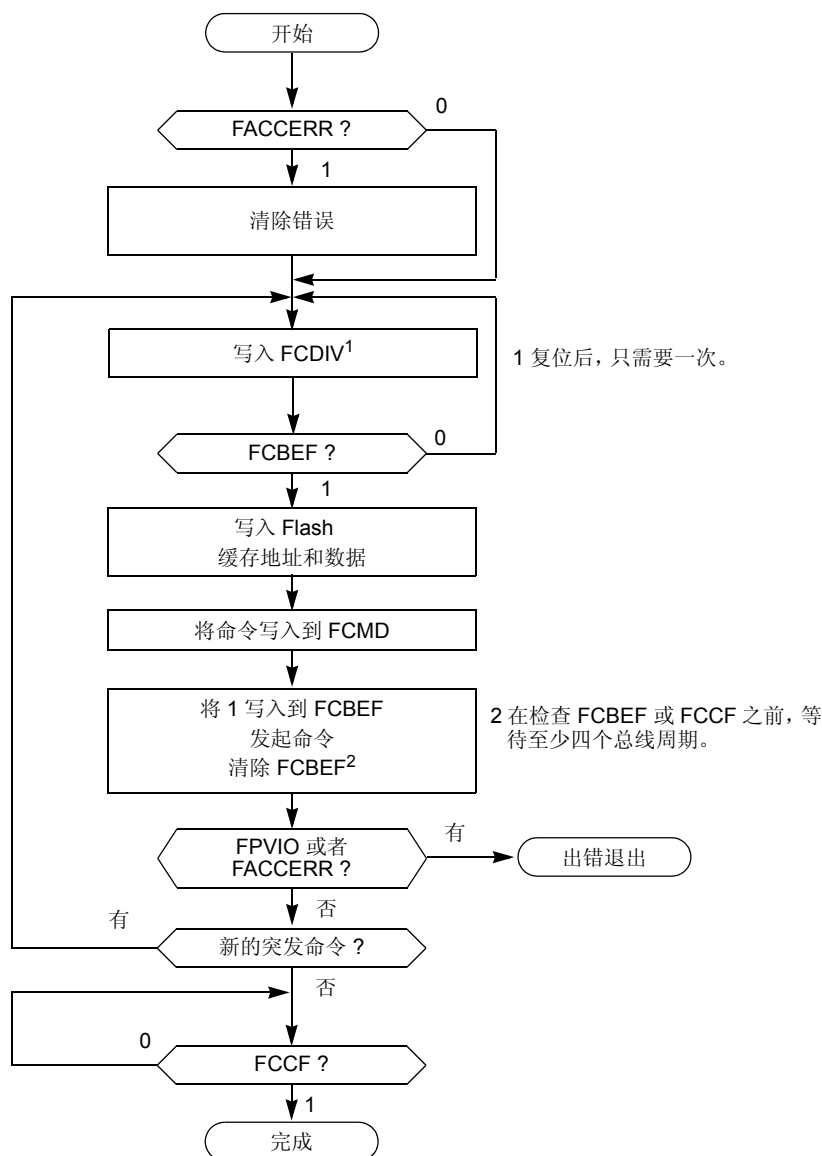 开始
FACCERR ?
0
1
清除错误
写入 FCDIV1
1 复位后，只需要一次。
FCBEF ?
0
1
写入 Flash
缓存地址和数据
将命令写入到 FCMD
将 1 写入到 FCBEF
发起命令
清除 FCBEF2
2 在检查 FCBEF 或 FCCF 之前，等
待至少四个总线周期。
FPVIO 或者
FACCERR ?
有
出错退出
否
有
新的突发命令 ?
否
0
FCCF ?
1
完成